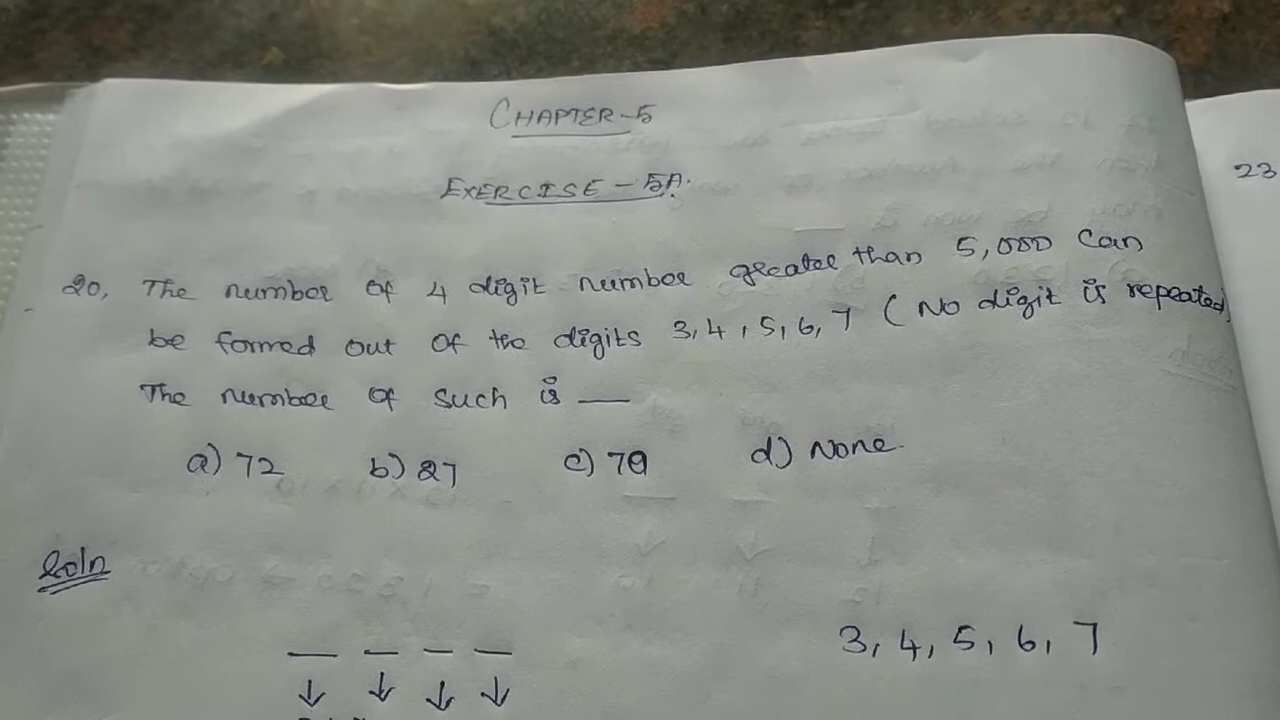 CHAPTER-5
EXERCISE - 5A.
23
20, The number of 4 digit number greater than 5,000 can
be formed out of the digits 3,4,5,6,7 (No digit is repeated)
The number of such is __
a) 72 b) 27 c) 70 d) None.
Soln
3, 4, 5, 6, 7